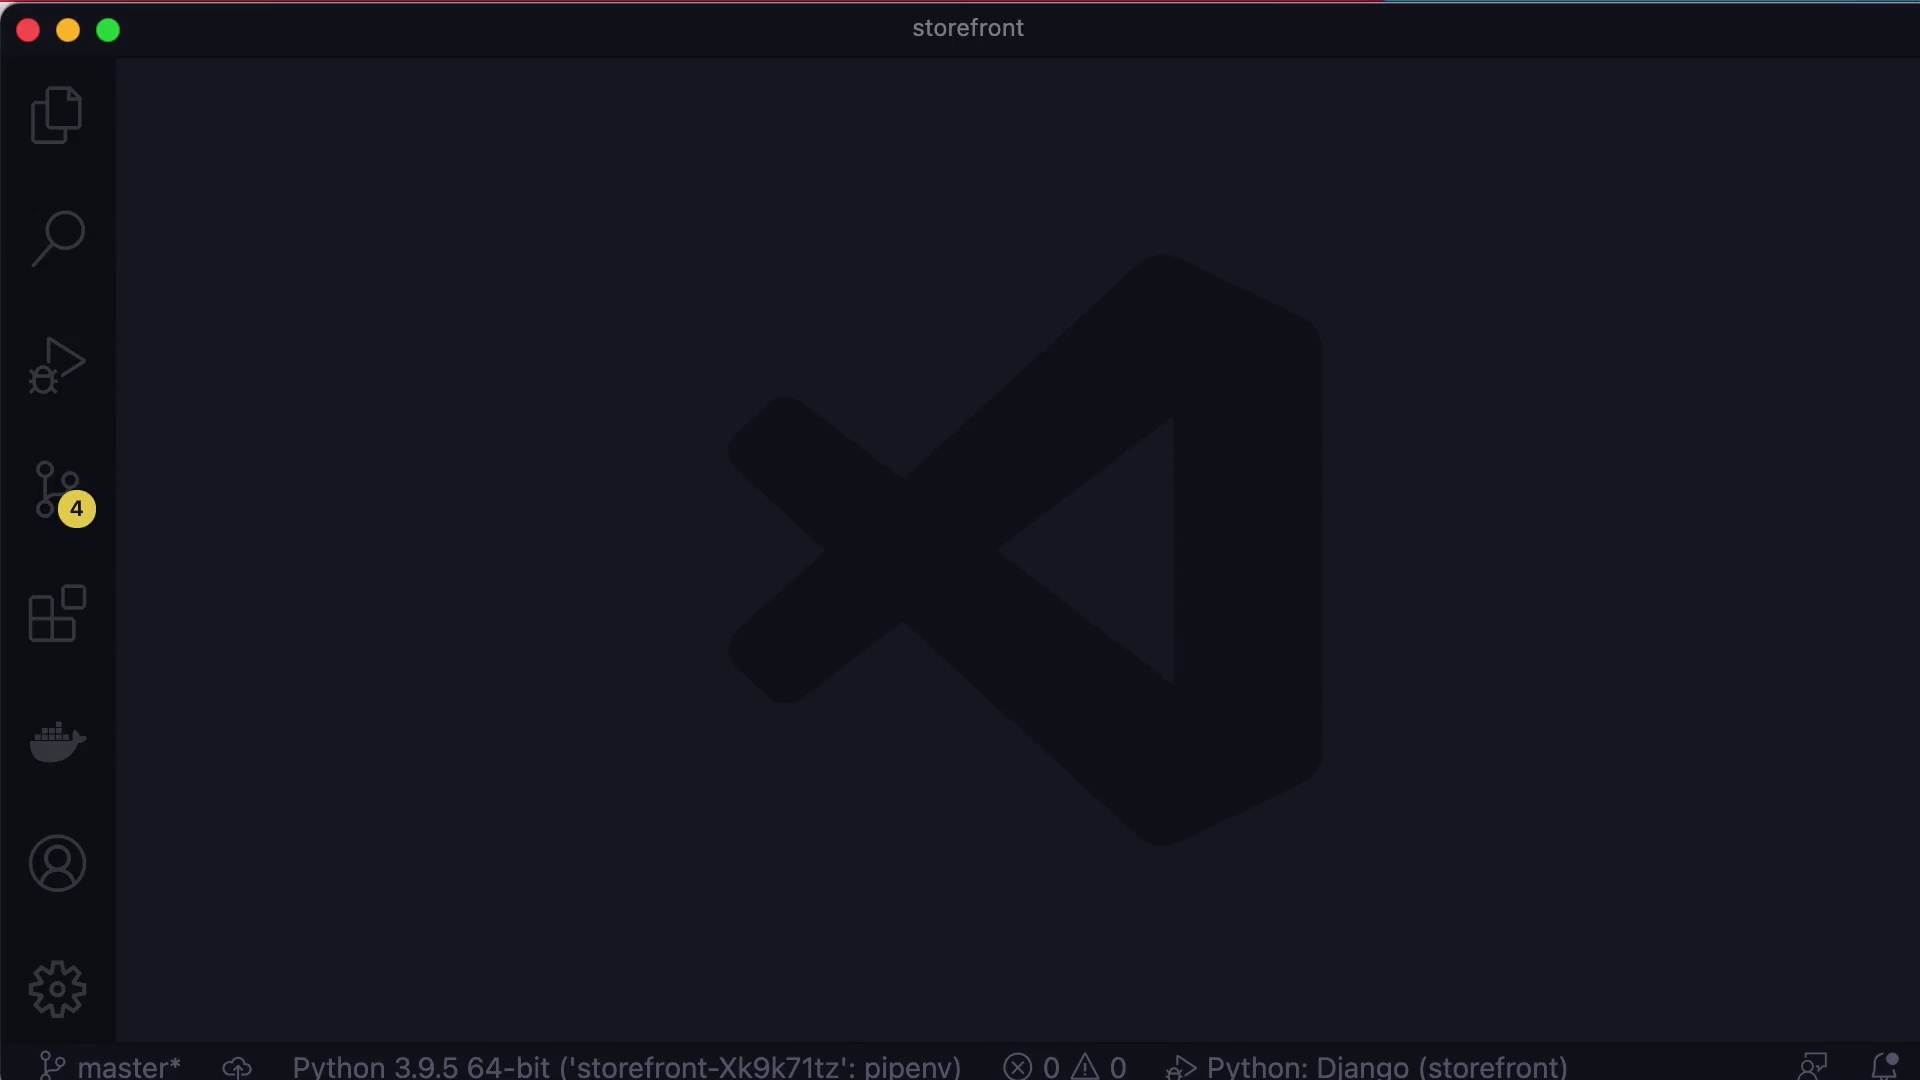 storefront
4
master* Python 3.9.5 64-bit ('storefront-Xk9k71tz': pipenv) 0 0 Python: Django (storefront)